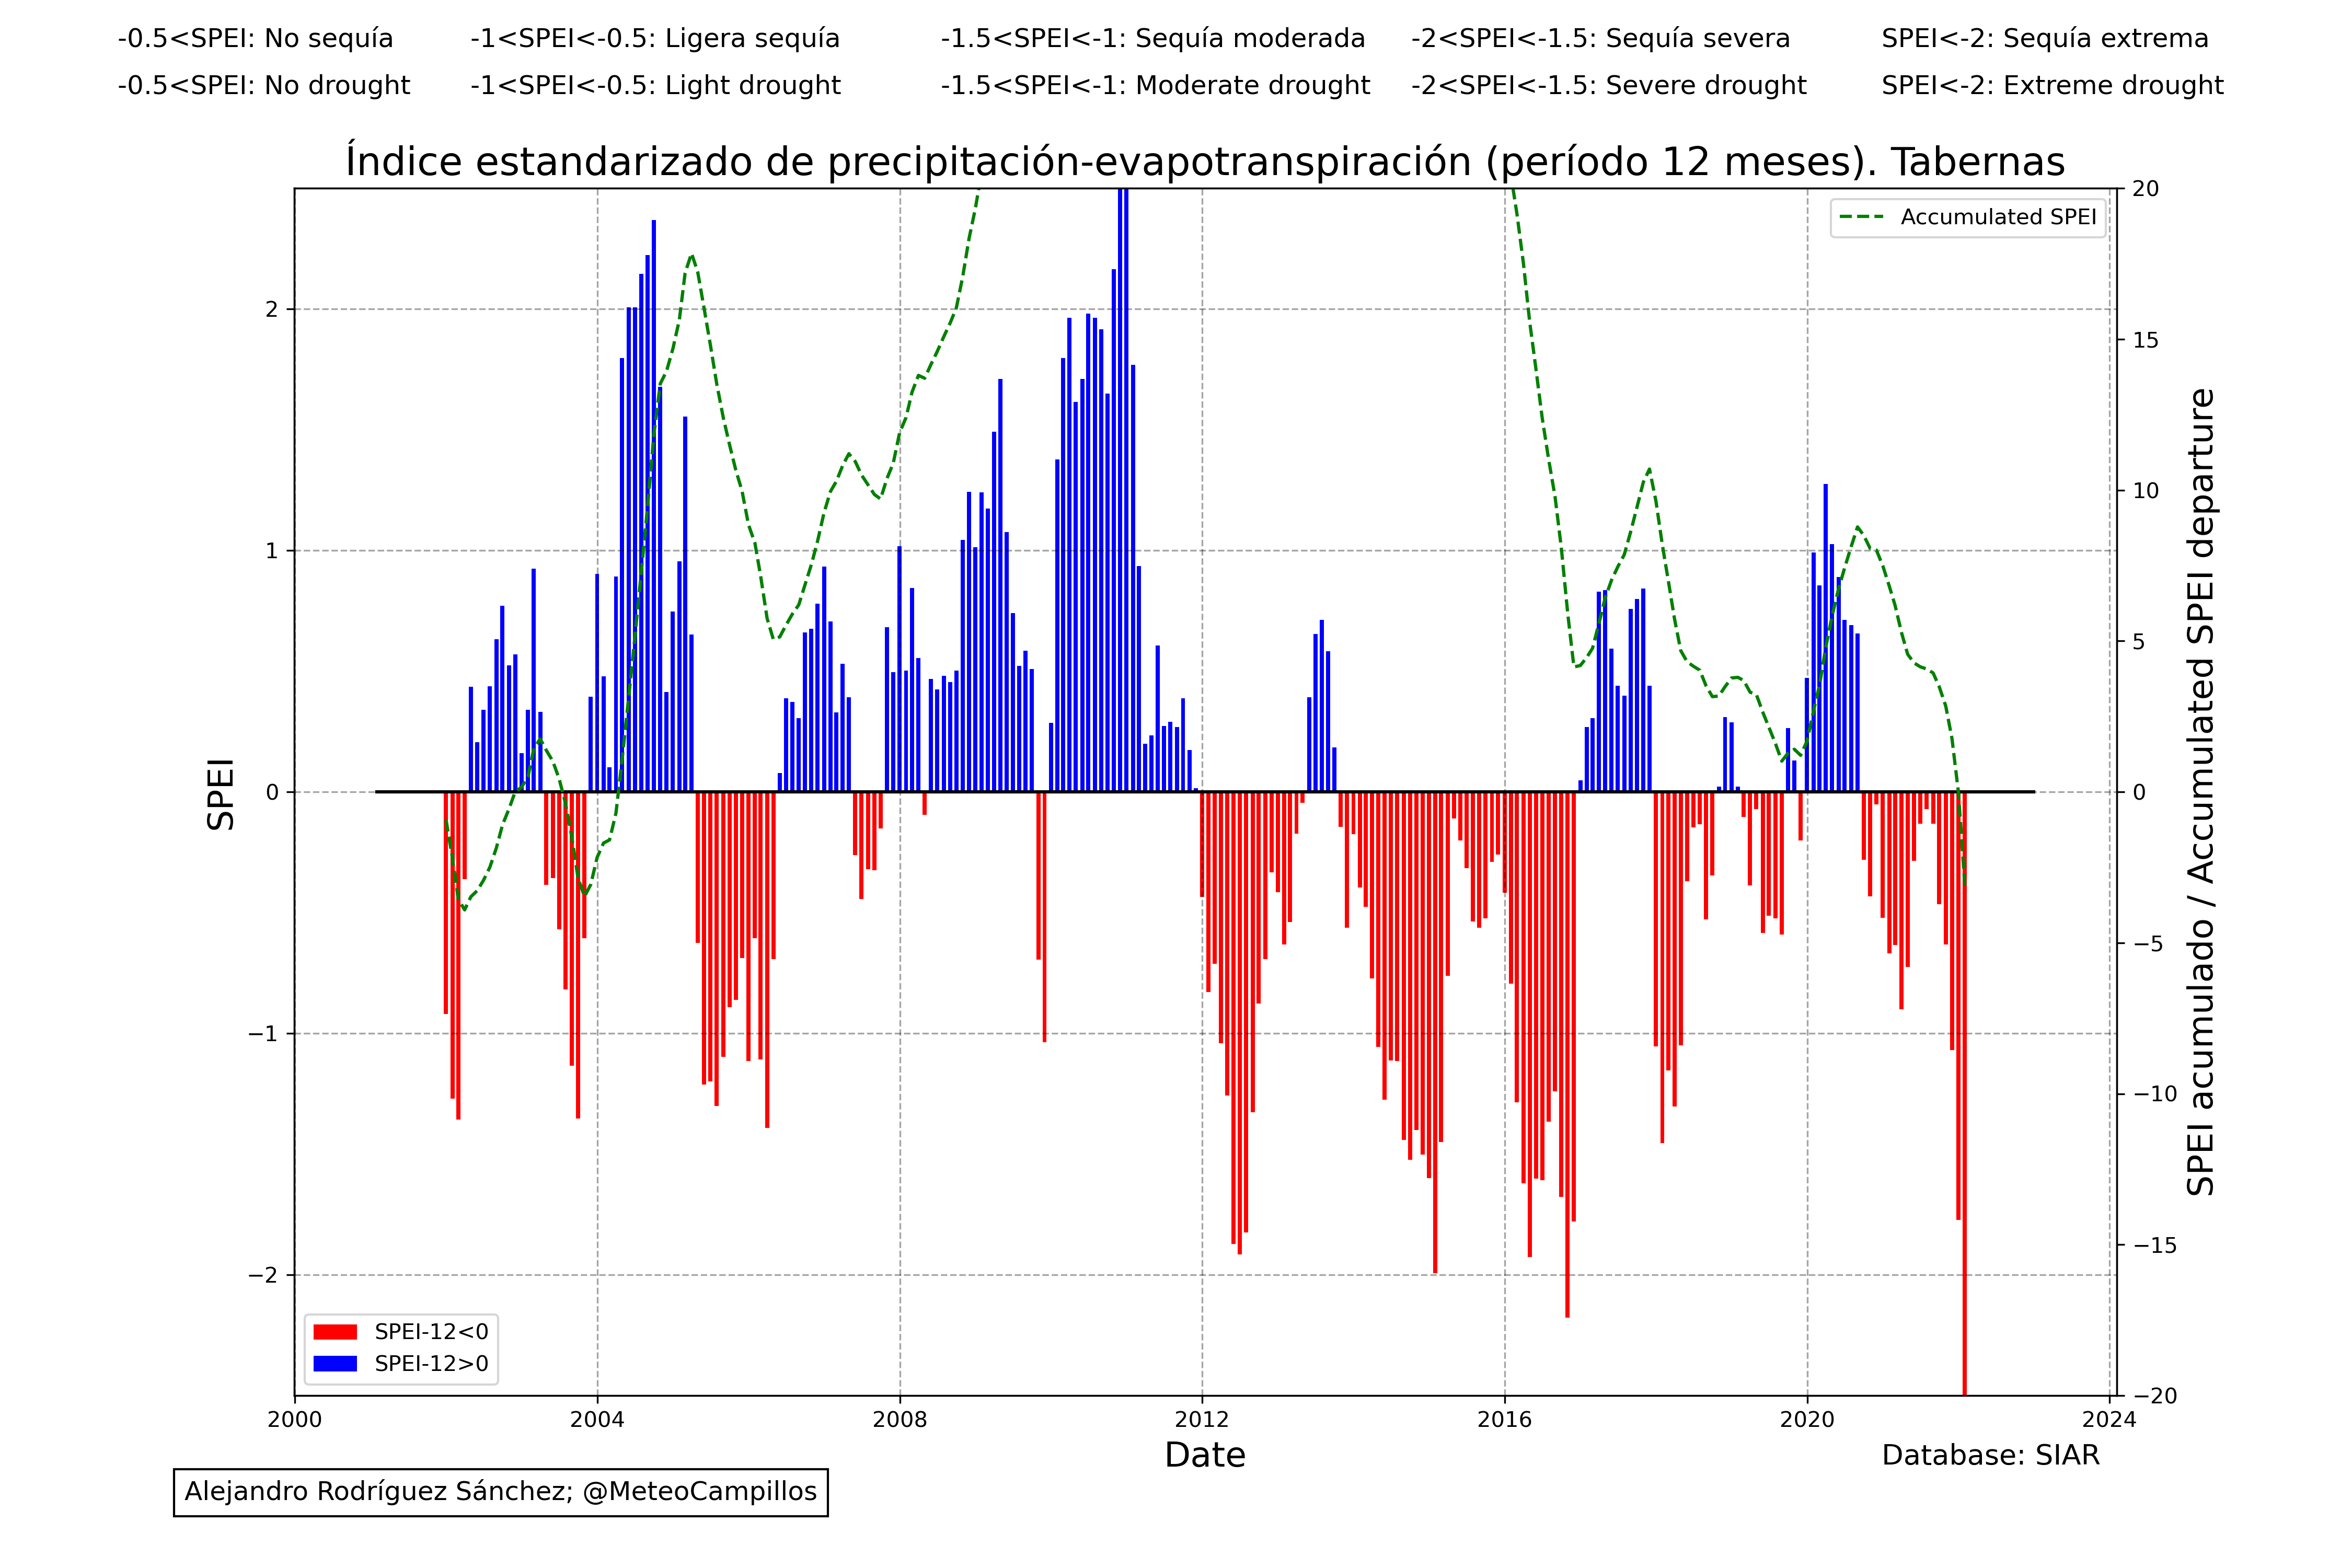 -0.5<SPEI: No sequía -1<SPEI<-0.5: Ligera sequía -1.5<SPEI<-1: Sequía moderada -2<SPEI<-1.5: Sequía severa SPEI<-2: Sequía extrema
-0.5<SPEI: No drought -1<SPEI<-0.5: Light drought -1.5<SPEI<-1: Moderate drought -2<SPEI<-1.5: Severe drought SPEI<-2: Extreme drought
Índice estandarizado de precipitación-evapotranspiración (período 12 meses). Tabernas
SPEI
2
1
0
−1
−2
Accumulated SPEI
20
15
10
5
0
−5
−10
−15
−20
SPEI acumulado / Accumulated SPEI departure
SPEI-12<0
SPEI-12>0
2000 2004 2008 2012 2016 2020 2024
Date
Database: SIAR
Alejandro Rodríguez Sánchez; @MeteoCampillos